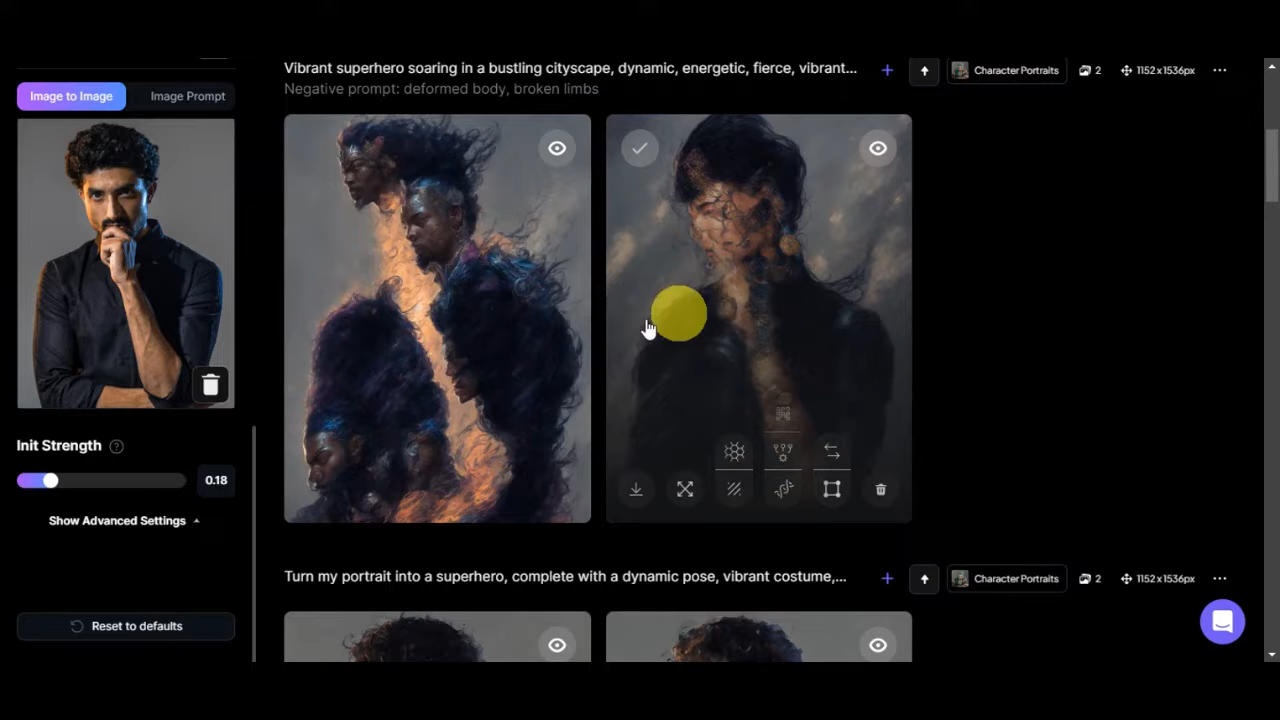 Vibrant superhero soaring in a bustling cityscape, dynamic, energetic, fierce, vibrant...
Character Portraits
2
1152x1536px
Negative prompt: deformed body, broken limbs
Image to Image
Image Prompt
Init Strength
0.18
Show Advanced Settings
Reset to defaults
Turn my portrait into a superhero, complete with a dynamic pose, vibrant costume,...
Character Portraits
2
1152x1536px